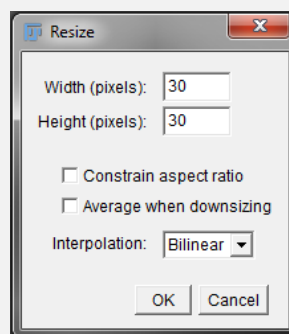 Resize
Width (pixels): 30
Height (pixels): 30
Constrain aspect ratio
Average when downsizing
Interpolation: Bilinear
OK Cancel